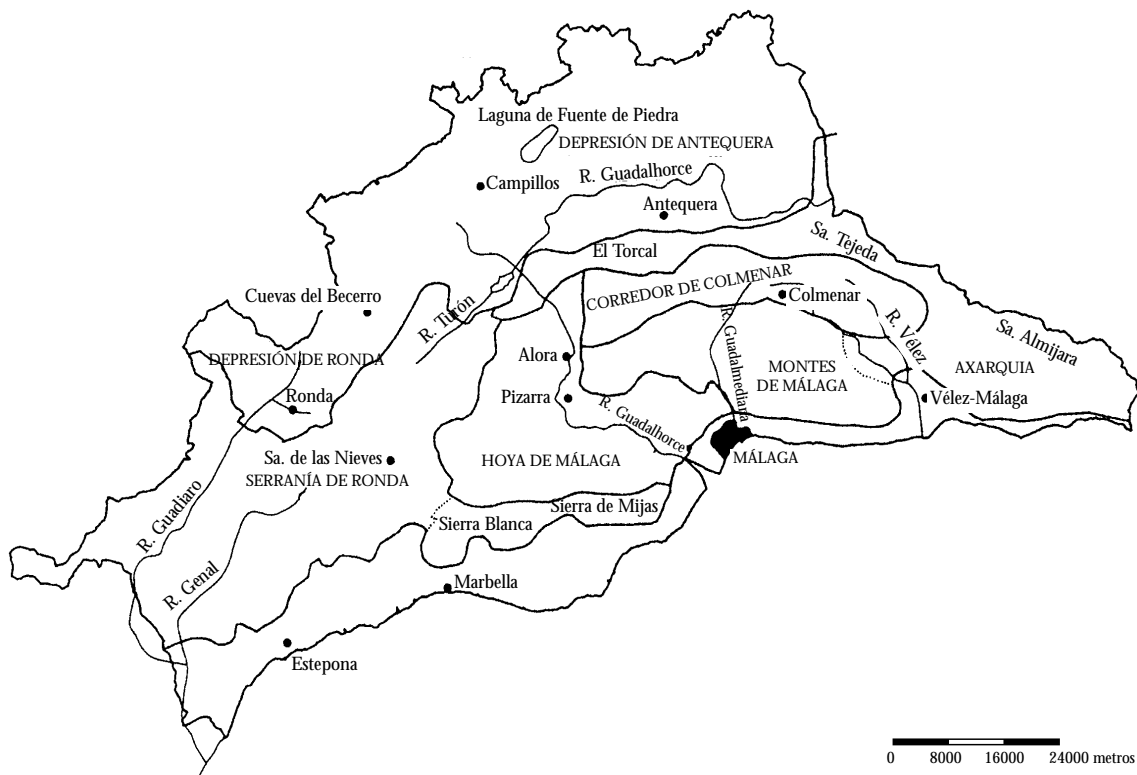 Laguna de Fuente de Piedra
DEPRESIÓN DE ANTEQUERA
R. Guadalhorce
Campillos
Antequera
Sa. Tejeda
El Torcal
CORREDOR DE COLMENAR
Colmenar
Cuevas del Becerro
R. Turón
R. Guadalmediana
R. Vélez
Sa. Almijara
DEPRESIÓN DE RONDA
Alora
MONTES
DE MÁLAGA
AXARQUIA
Ronda
Pizarra
R. Guadalhorce
Vélez-Málaga
Sa. de las Nieves
SERRANÍA DE RONDA
HOYA DE MÁLAGA
MÁLAGA
R. Guadiaro
Sierra Blanca
Sierra de Mijas
R. Genal
Marbella
Estepona
0 8000 16000 24000 metros